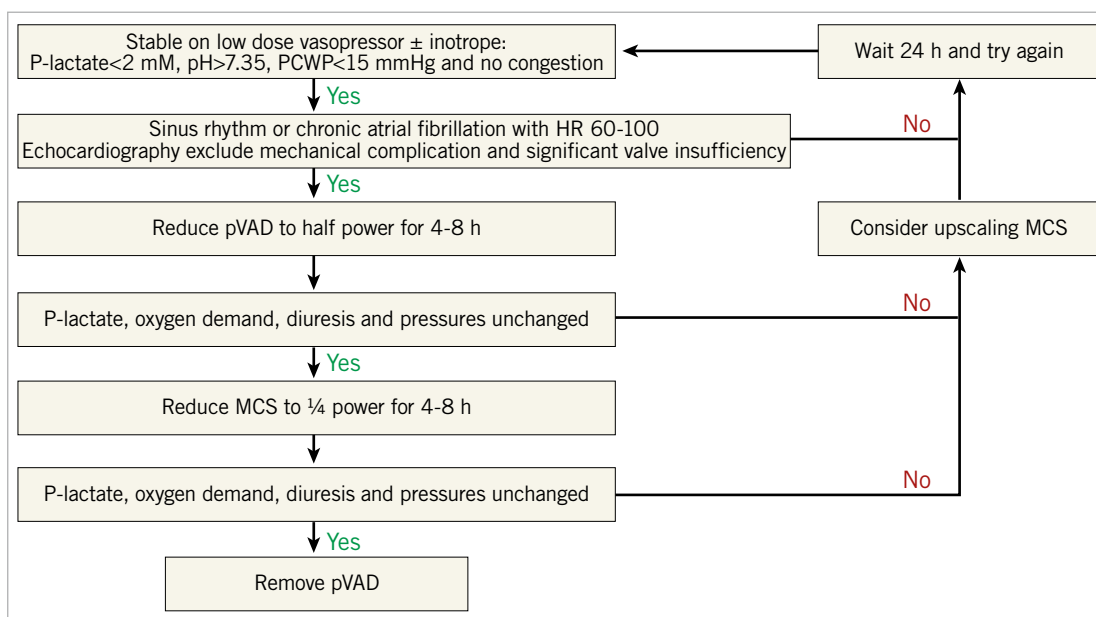 Stable on low dose vasopressor ± inotrope:
P-lactate<2 mM, pH>7.35, PCWP<15 mmHg and no congestion
Wait 24 h and try again
Yes
Sinus rhythm or chronic atrial fibrillation with HR 60-100
Echocardiography exclude mechanical complication and significant valve insufficiency
No
Yes
Reduce pVAD to half power for 4-8 h
Consider upscaling MCS
P-lactate, oxygen demand, diuresis and pressures unchanged
No
Yes
Reduce MCS to ¼ power for 4-8 h
P-lactate, oxygen demand, diuresis and pressures unchanged
No
Yes
Remove pVAD